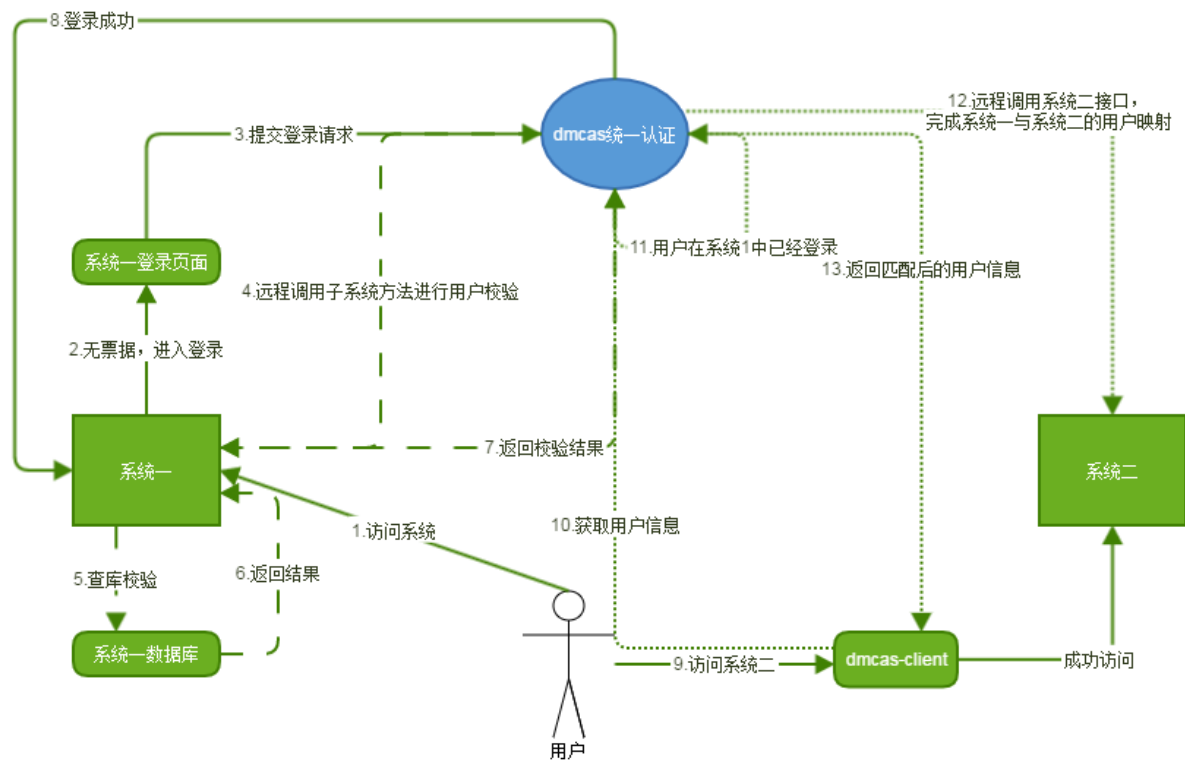 8.登录成功
12.远程调用系统二接口，
完成系统一与系统二的用户映射
3.提交登录请求
dmcas统一认证
11.用户在系统1中已经登录
系统一登录页面
13.返回匹配后的用户信息
4.远程调用子系统方法进行用户校验
2.无票据，进入登录
7.返回校验结果
系统一
系统二
1.访问系统
10.获取用户信息
5.查库校验
6.返回结果
系统一数据库
9.访问系统二
dmcas-client
成功访问
用户